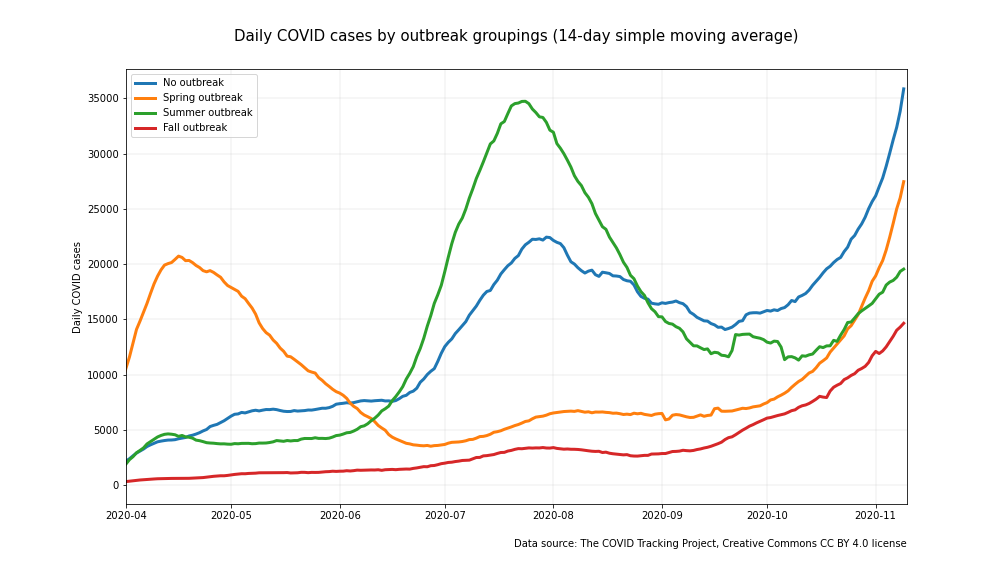 Daily COVID cases by outbreak groupings (14-day simple moving average)
No outbreak
Spring outbreak
Summer outbreak
Fall outbreak
Daily COVID cases
35000
30000
25000
20000
15000
10000
5000
0
2020-04 2020-05 2020-06 2020-07 2020-08 2020-09 2020-10 2020-11
Data source: The COVID Tracking Project, Creative Commons CC BY 4.0 license